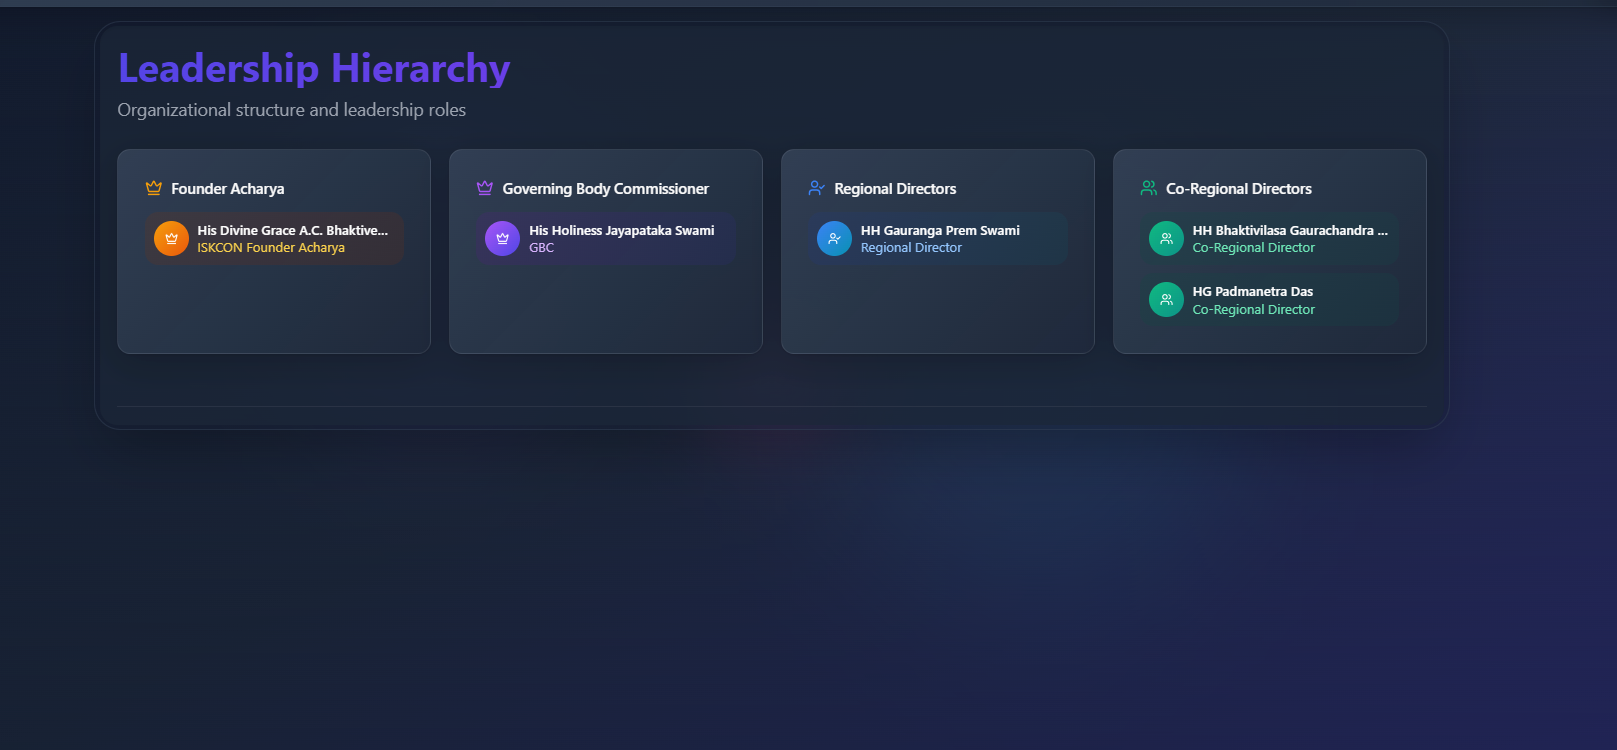 Leadership Hierarchy
Organizational structure and leadership roles
Founder Acharya
His Divine Grace A.C. Bhaktive...
ISKCON Founder Acharya
Governing Body Commissioner
His Holiness Jayapataka Swami
GBC
Regional Directors
HH Gauranga Prem Swami
Regional Director
Co-Regional Directors
HH Bhaktivilasa Gaurachandra ...
Co-Regional Director
HG Padmanetra Das
Co-Regional Director